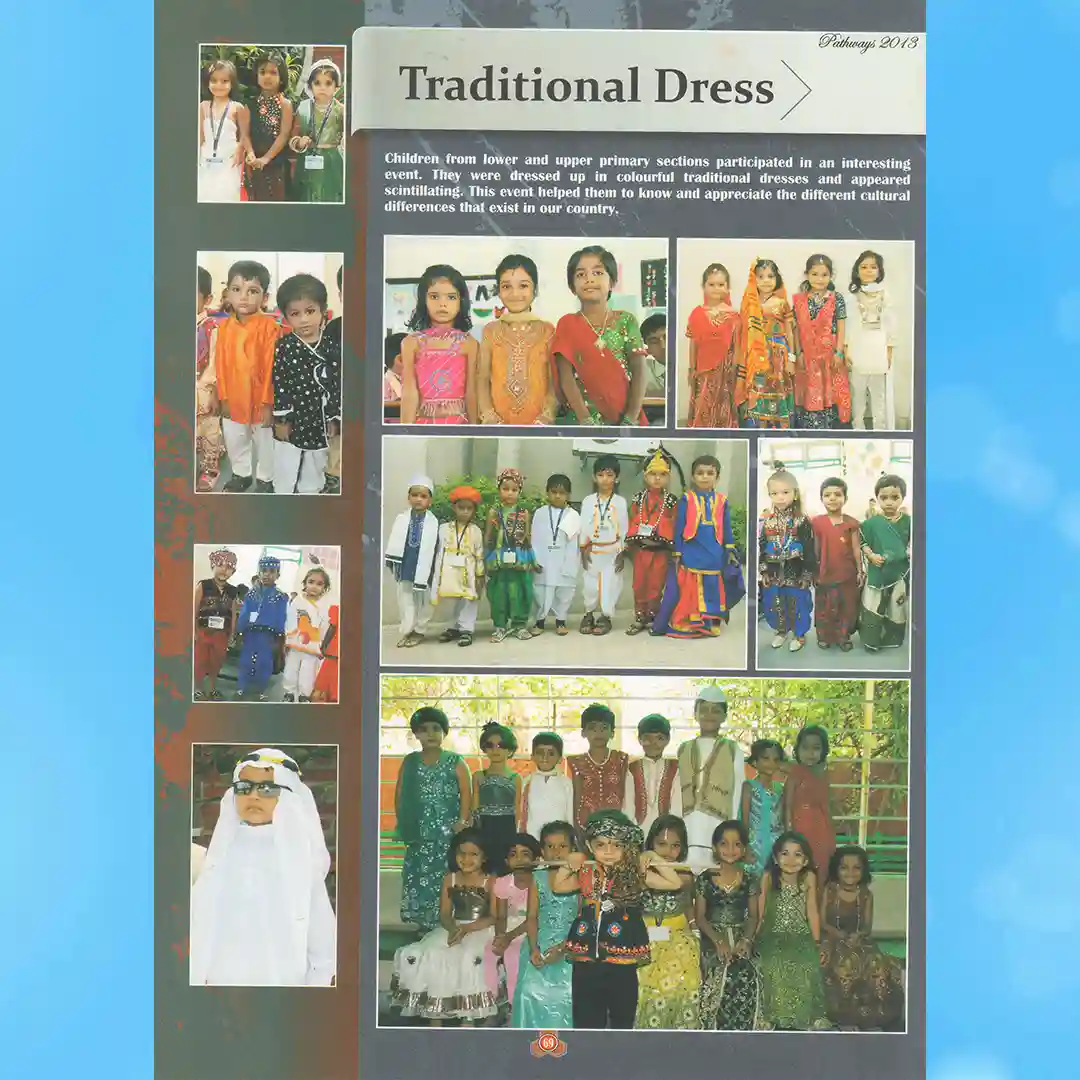 Pathways 2013
Traditional Dress
Children from lower and upper primary sections participated in an interesting
event. They were dressed up in colourful traditional dresses and appeared
scintillating. This event helped them to know and appreciate the different cultural
differences that exist in our country.
69